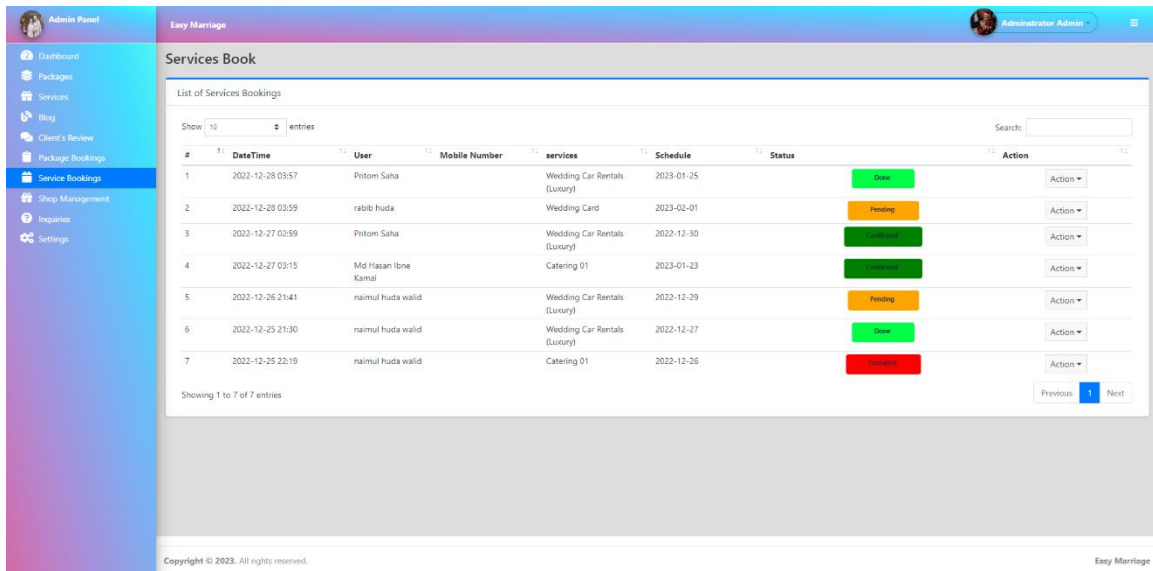 Admin Panel
Easy Marriage
Adminstrator Admin
Dashboard
Packages
Services
Blog
Client's Review
Package Bookings
Service Bookings
Shop Management
Inquiries
Settings
Services Book
List of Services Bookings
Show 10 entries
Search:
# DateTime User Mobile Number services Schedule Status Action
1 2022-12-28 03:57 Pritom Saha Wedding Car Rentals 2023-01-25 Done Action
(Luxury)
2 2022-12-28 03:59 rabib huda Wedding Card 2023-02-01 Pending Action
3 2022-12-27 02:59 Pritom Saha Wedding Car Rentals 2022-12-30 Confirmed Action
(Luxury)
4 2022-12-27 03:15 Md Hasan Ibne Catering 01 2023-01-23 Confirmed Action
Kamal
5 2022-12-26 21:41 naimul huda walid Wedding Car Rentals 2022-12-29 Pending Action
(Luxury)
6 2022-12-25 21:30 naimul huda walid Wedding Car Rentals 2022-12-27 Done Action
(Luxury)
7 2022-12-25 22:19 naimul huda walid Catering 01 2022-12-26 Action
Showing 1 to 7 of 7 entries
Previous 1 Next
Copyright © 2023. All rights reserved.
Easy Marriage